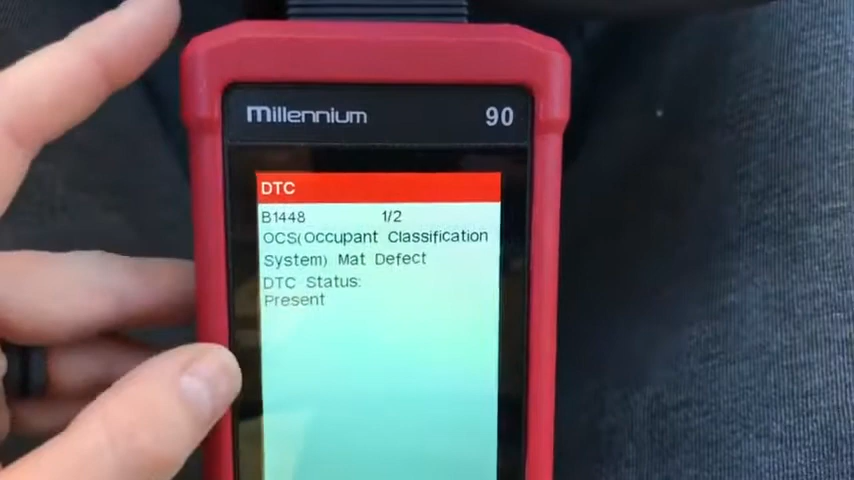 Millennium 90
DTC
B1448 1/2
OCS(Occupant Classification
System) Mat Defect
DTC Status:
Present